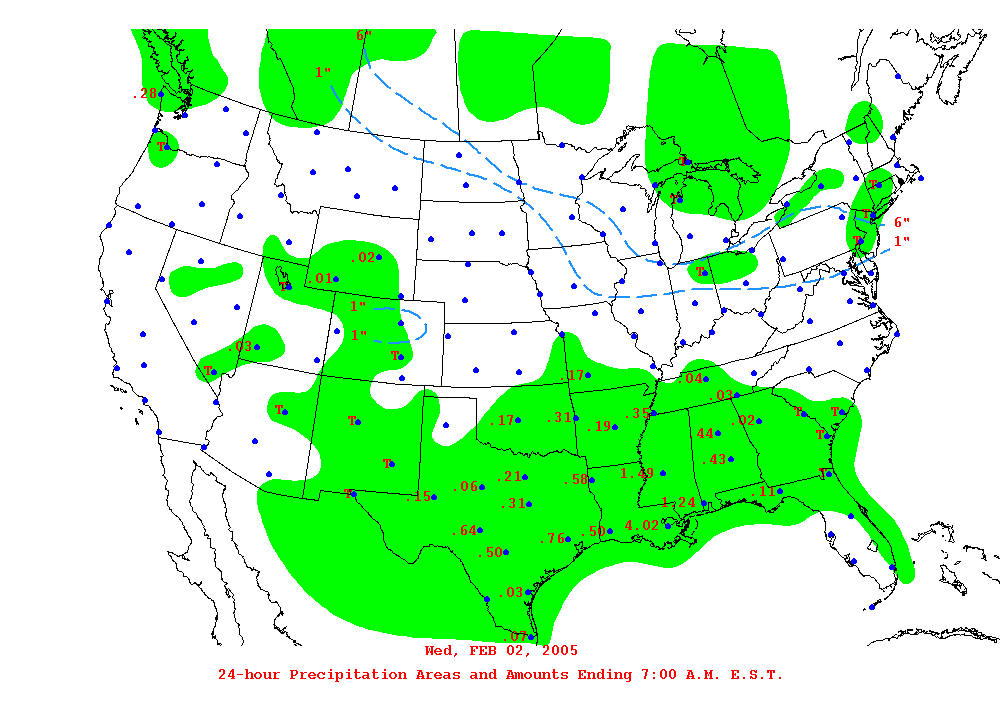 6"
1"
.28
T
T
T
T
T
6"
T
1"
.02
T
.01
T
1"
1"
.03
T
T
.17
.04
.03
T
T
.17
.31
.19
.35
.02
T
T
.44
T
T
.43
.21
.58
1.49
T
T
.15
.06
.31
1.24
.11
.64
.76
.50
4.02
.50
.03
.07
Wed, FEB 02, 2005
24-hour Precipitation Areas and Amounts Ending 7:00 A.M. E.S.T.